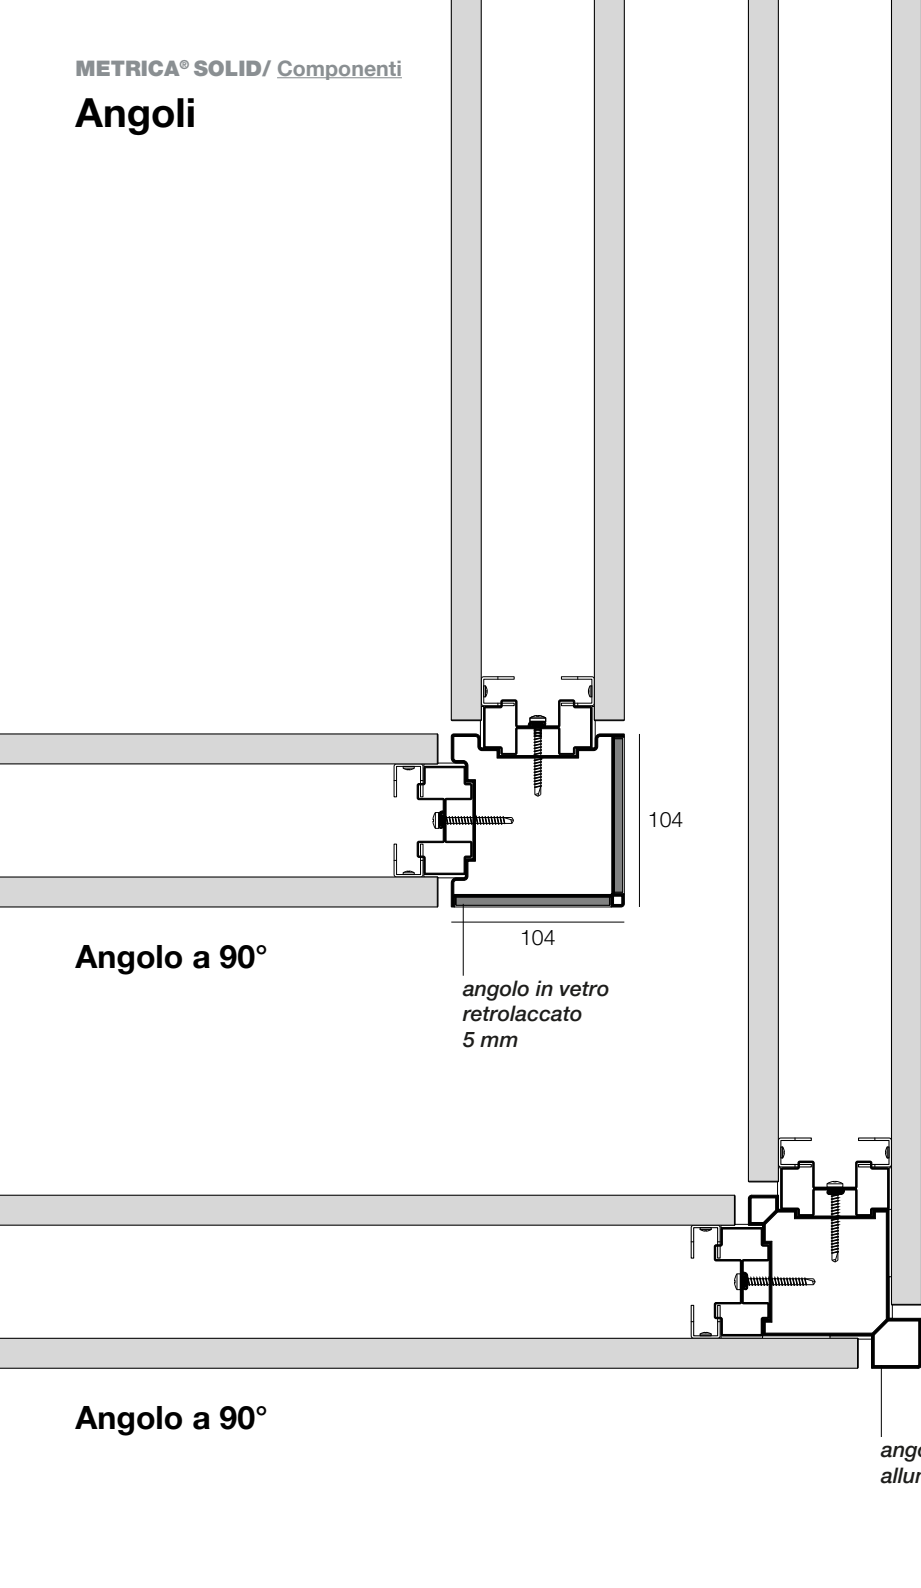 METRICA® SOLID/ Componenti
Angoli
104
104
Angolo a 90°
angolo in vetro
retrolaccato
5 mm
Angolo a 90°